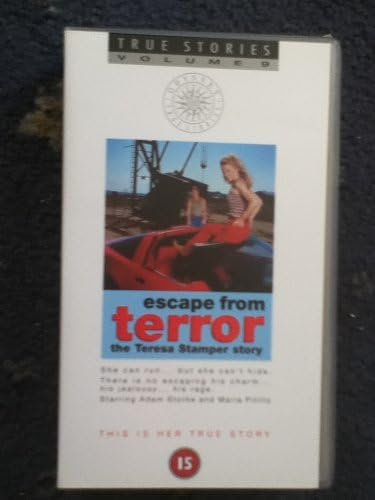 TRUE STORIES
VOLUME 9
ODYSSEY
escape from
terror
the Teresa Stamper story
She can run... but she can't hide.
There is no escaping his charm...
his jealousy... his rage.
Starring Adam Storke and Maria Pitillo
THIS IS HER TRUE STORY
15